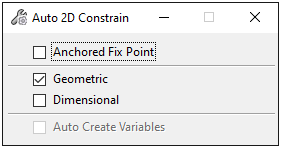 Auto 2D Constrain
Anchored Fix Point
Geometric
Dimensional
Auto Create Variables